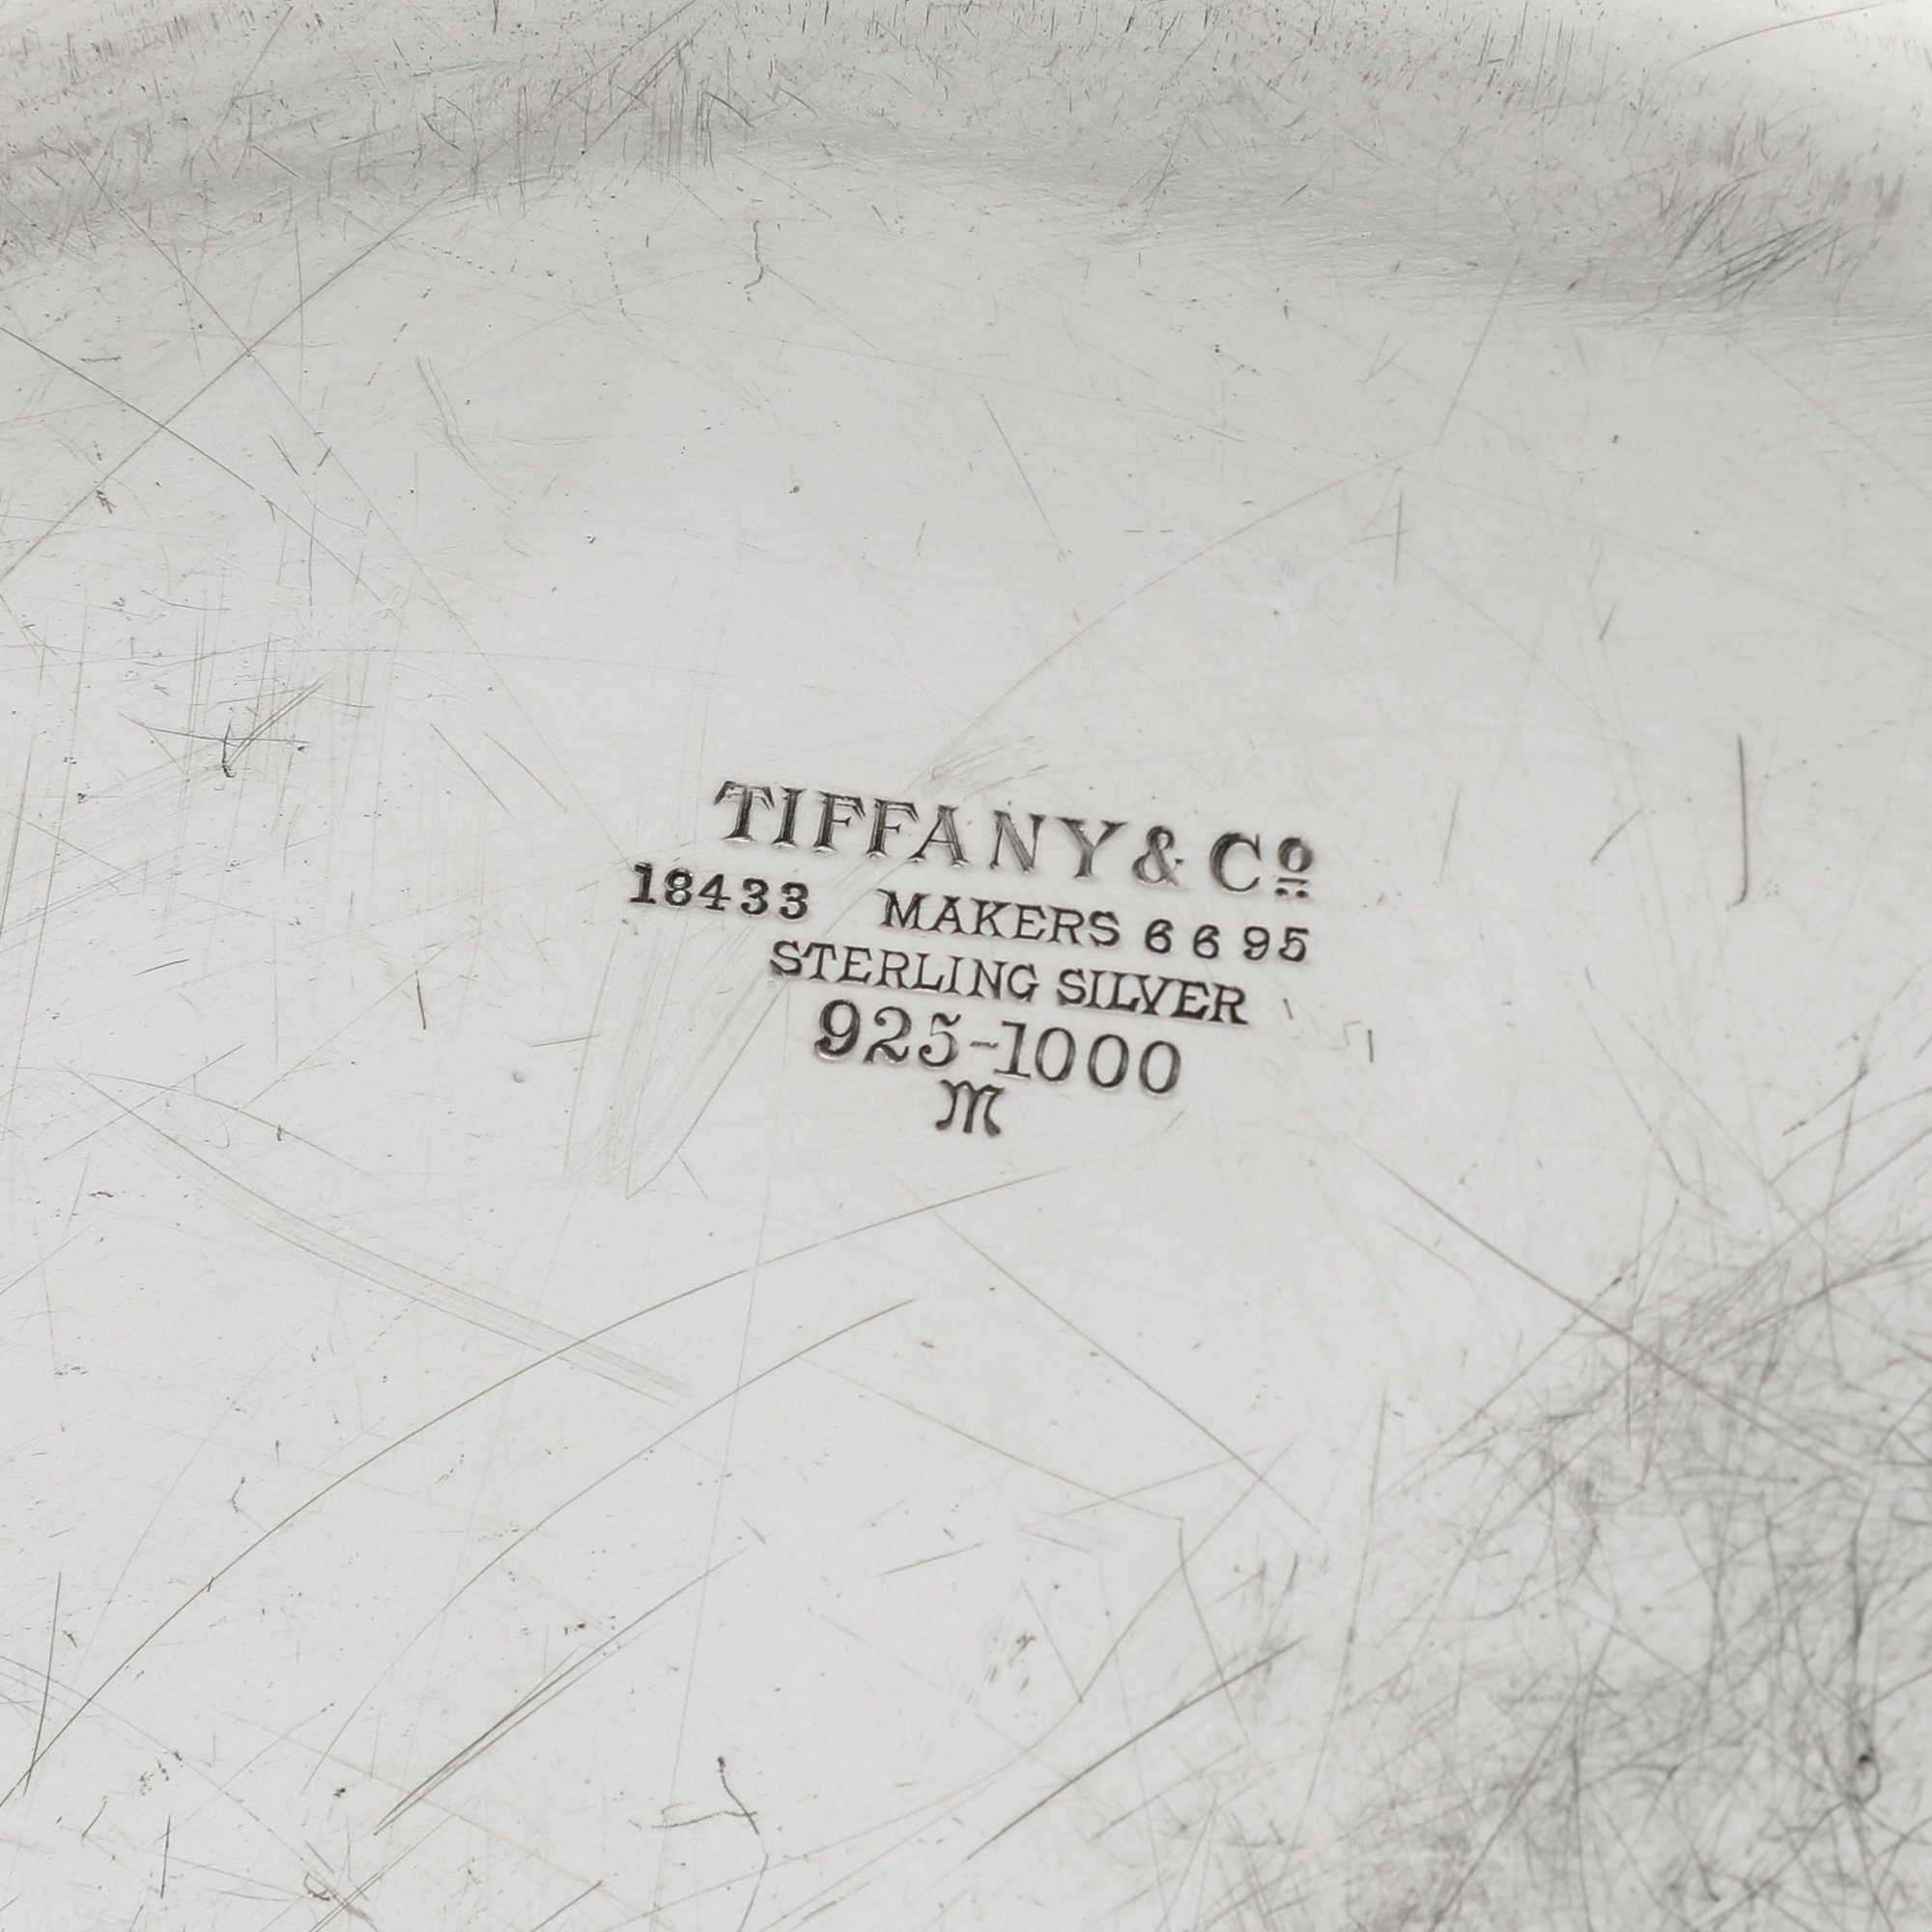 TIFFANY & Cº
18433 MAKERS 6695
STERLING SILVER
925-1000
M